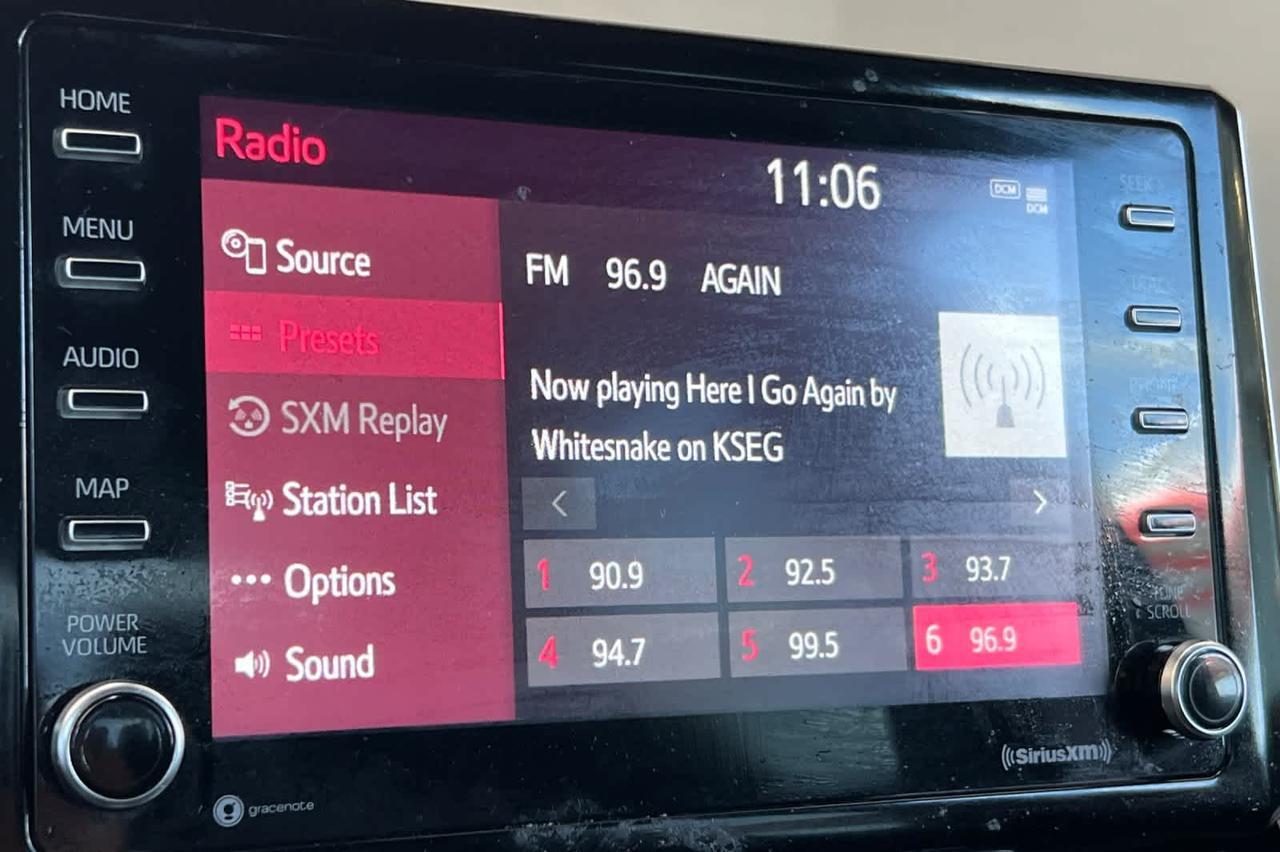 HOME
MENU
AUDIO
MAP
POWER
VOLUME
Radio
11:06
DCM
DCM
Source
Presets
SXM Replay
Station List
Options
Sound
FM 96.9 AGAIN
Now playing Here I Go Again by
Whitesnake on KSEG
1 90.9
2 92.5
3 93.7
4 94.7
5 99.5
6 96.9
SEEK >
TUNE
SCROLL
SiriusXM
gracenote